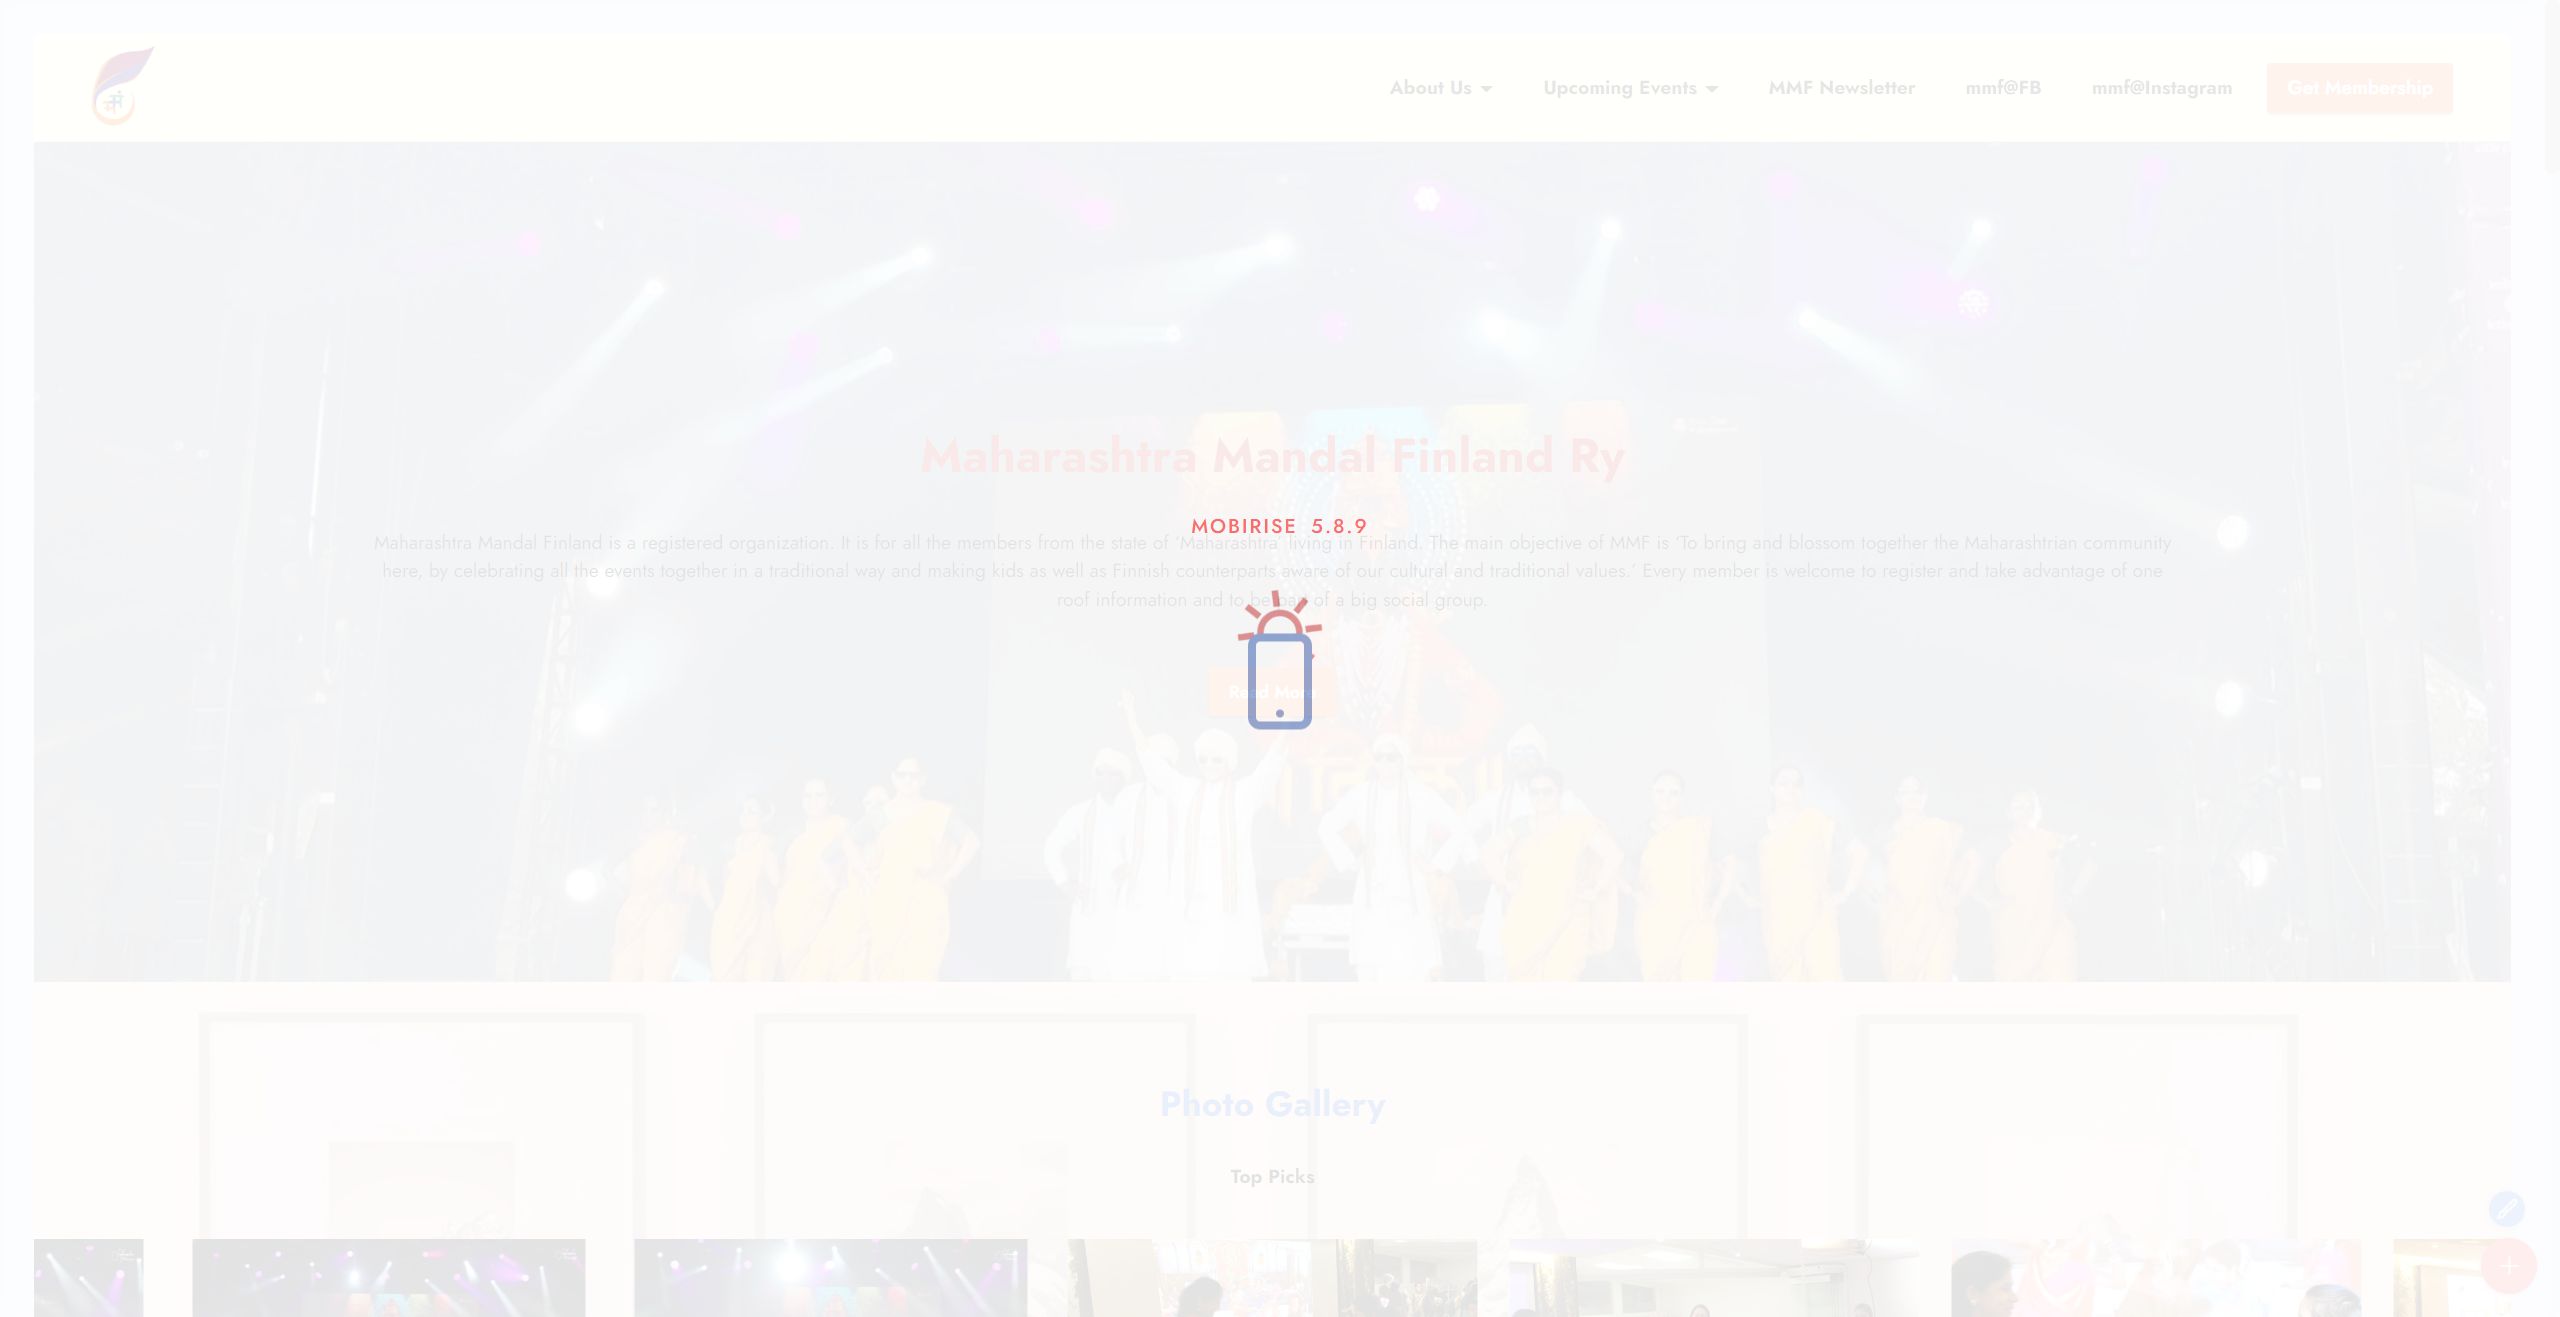 मं
About Us
Upcoming Events
MMF Newsletter
mmf@FB
mmf@Instagram
Get Membership
Maharashtra Mandal Finland Ry
MOBIRISE 5.8.9
Maharashtra Mandal Finland is a registered organization. It is for all the members from the state of ‘Maharashtra’ living in Finland. The main objective of MMF is ‘To bring and blossom together the Maharashtrian community
here, by celebrating all the events together in a traditional way and making kids as well as Finnish counterparts aware of our cultural and traditional values.’ Every member is welcome to register and take advantage of one
roof information and to be part of a big social group.
Read More
Photo Gallery
Top Picks